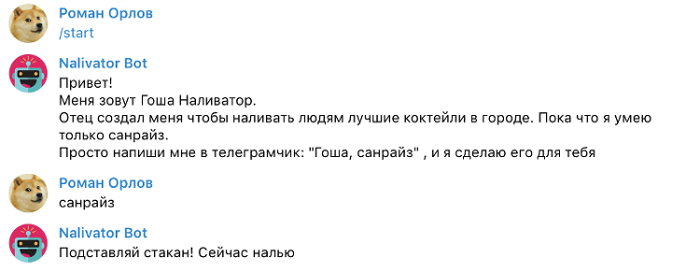 Роман Орлов
/start
Nalivator Bot
Привет!
Меня зовут Гоша Наливатор.
Отец создал меня чтобы наливать людям лучшие коктейли в городе. Пока что я умею
только санрайз.
Просто напиши мне в телеграмчик: "Гоша, санрайз" , и я сделаю его для тебя
Роман Орлов
санрайз
Nalivator Bot
Подставляй стакан! Сейчас налью